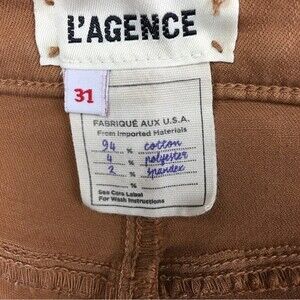 L'AGENCE
31
FABRIQUÉ AUX U.S.A.
From Imported Materials
94 % cotton
4 % polyester
2 % spandex
%
See Care Label
For Wash Instructions